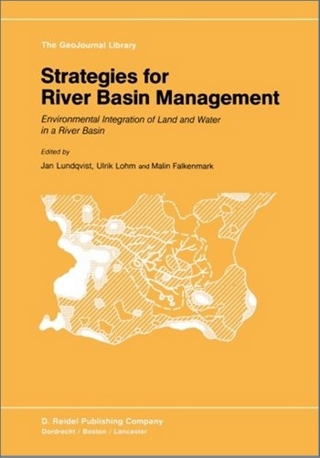 The GeoJournal Library
Strategies for
River Basin Management
Environmental Integration of Land and Water
in a River Basin
Edited by
Jan Lundqvist, Ulrik Lohm and Malin Falkenmark
D. Reidel Publishing Company
Dordrecht / Boston / Lancaster